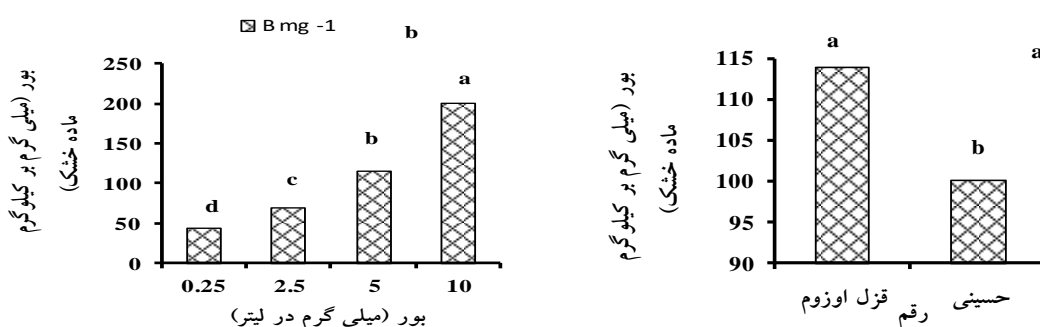 B mg -1
b
بور (میلی گرم بر کیلوگرم
ماده خشک)
250
200
150
100
50
0
d
c
b
a
0.25 2.5 5 10
بور (میلی گرم در لیتر)
a
بور (میلی گرم بر کیلوگرم
ماده خشک)
115
110
105
100
95
90
a
b
قزل اوزوم حسینی
رقم